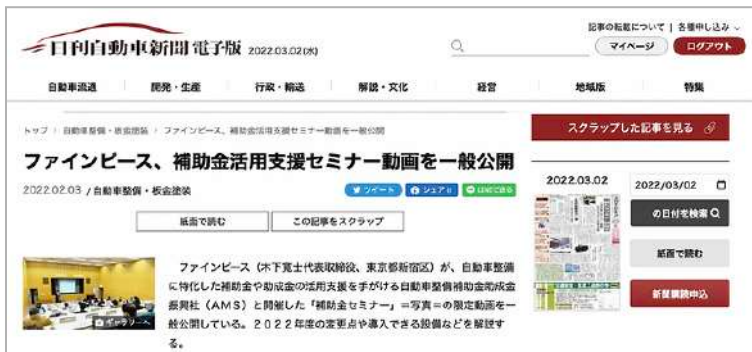 記事の転載について | 各種申し込み
日刊自動車新聞 電子版 2022.03.02(水)
マイページ ログアウト
自動車流通 開発・生産 行政・輸送 解説・文化 経営 地域版 特集
トップ / 自動車整備・板金塗装 / ファインピース、補助金活用支援セミナー動画を一般公開
スクラップした記事を見る
ファインピース、補助金活用支援セミナー動画を一般公開
2022.02.03 / 自動車整備・板金塗装
ツイート シェア 0 LINEで送る
2022.03.02 2022/03/02
の日付を検索
紙面で読む この記事をスクラップ
紙面で読む
新聞購読申込
ファインピース（木下寛士代表取締役、東京都新宿区）が、自動車整備
に特化した補助金や助成金の活用支援を手がける自動車整備補助金助成金
振興社（AMS）と開催した「補助金セミナー」＝写真＝の限定動画を一
般公開している。2022年度の変更点や導入できる設備などを解説す
る。
ギャラリーへ